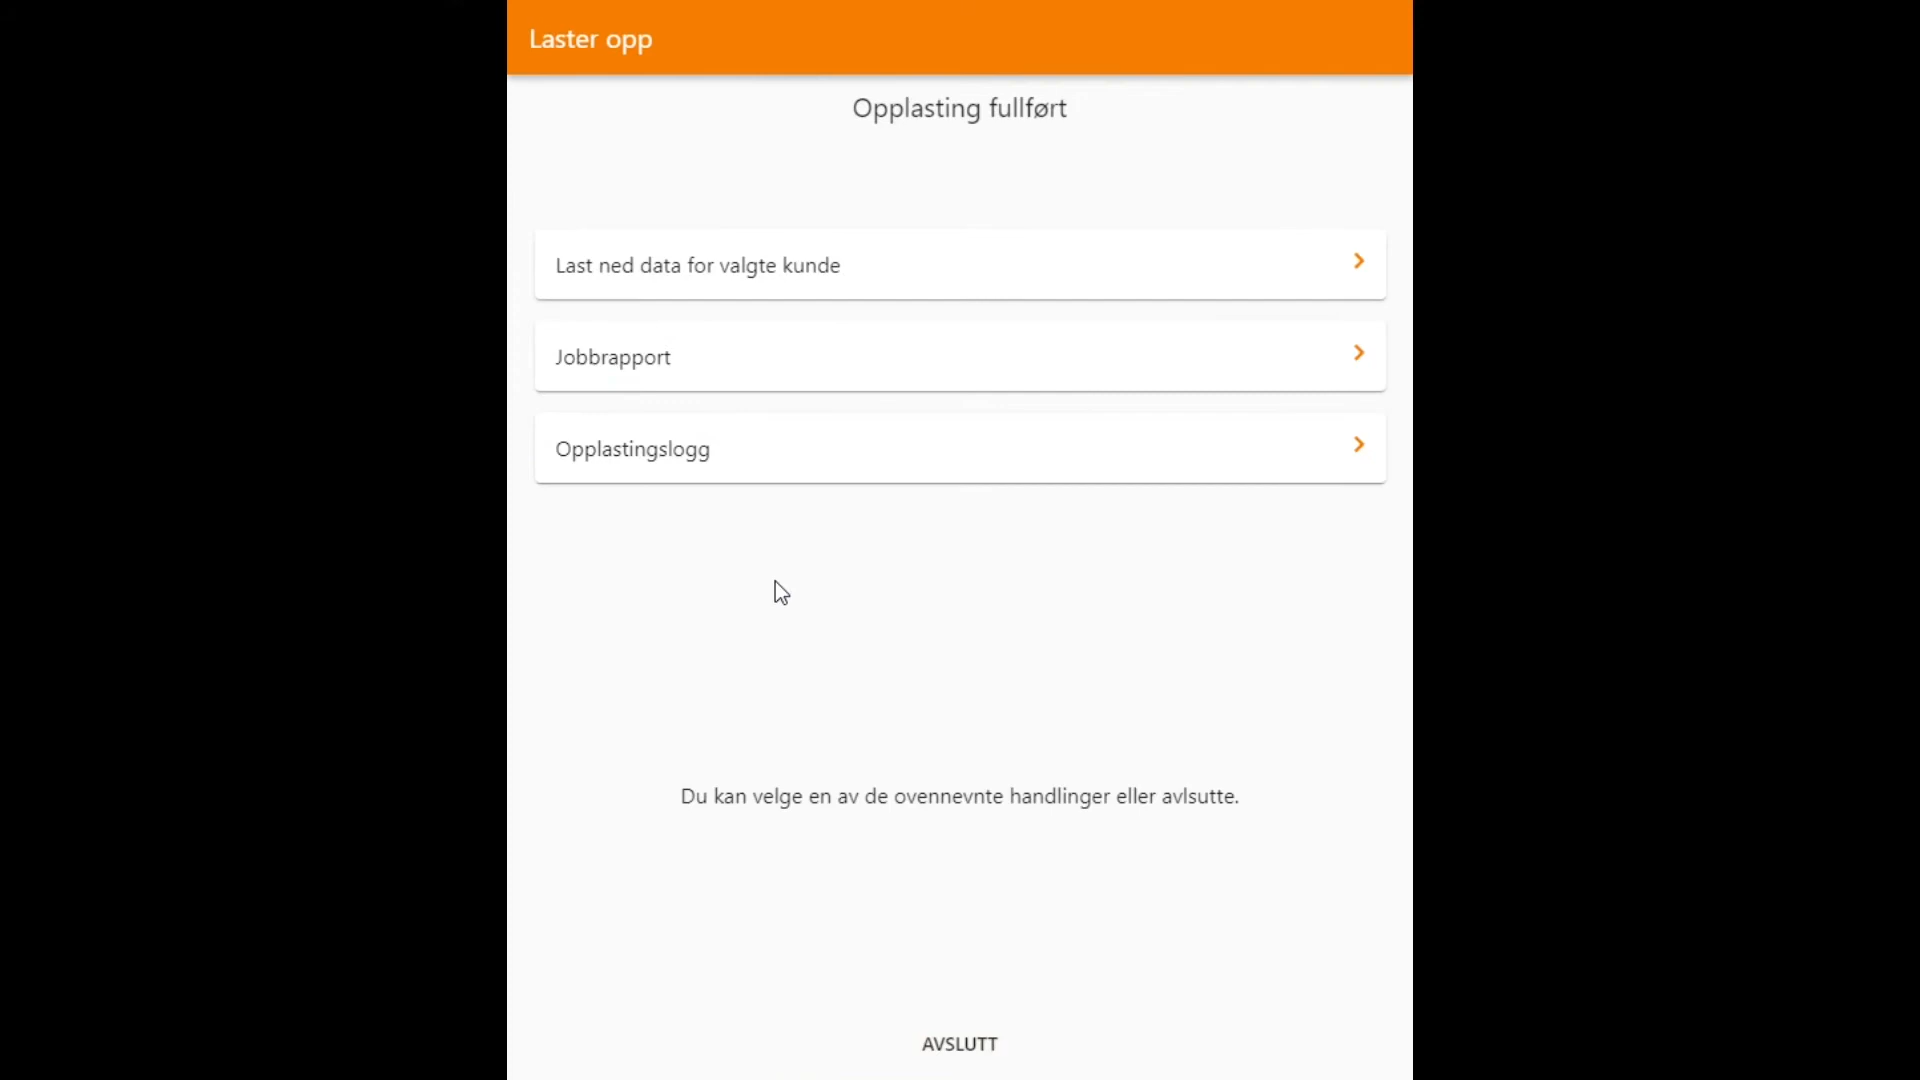 Laster opp
Opplasting fullført
Last ned data for valgte kunde
Jobbrapport
Opplastingslogg
Du kan velge en av de ovennevnte handlinger eller avlsutte.
AVSLUTT